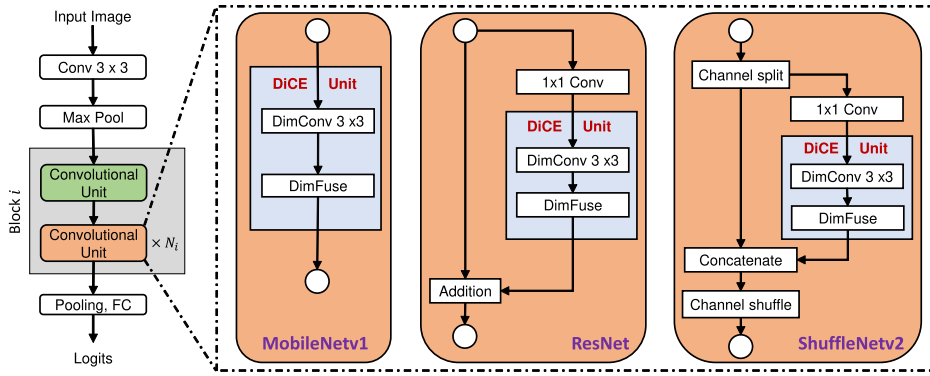 Input Image
Conv 3 x 3
Max Pool
Block i
Convolutional
Unit
Convolutional
Unit
× Nᵢ
Pooling, FC
Logits
DiCE Unit
DimConv 3 x3
DimFuse
MobileNetv1
1x1 Conv
DiCE Unit
DimConv 3 x3
DimFuse
Addition
ResNet
Channel split
1x1 Conv
DiCE Unit
DimConv 3 x3
DimFuse
Concatenate
Channel shuffle
ShuffleNetv2